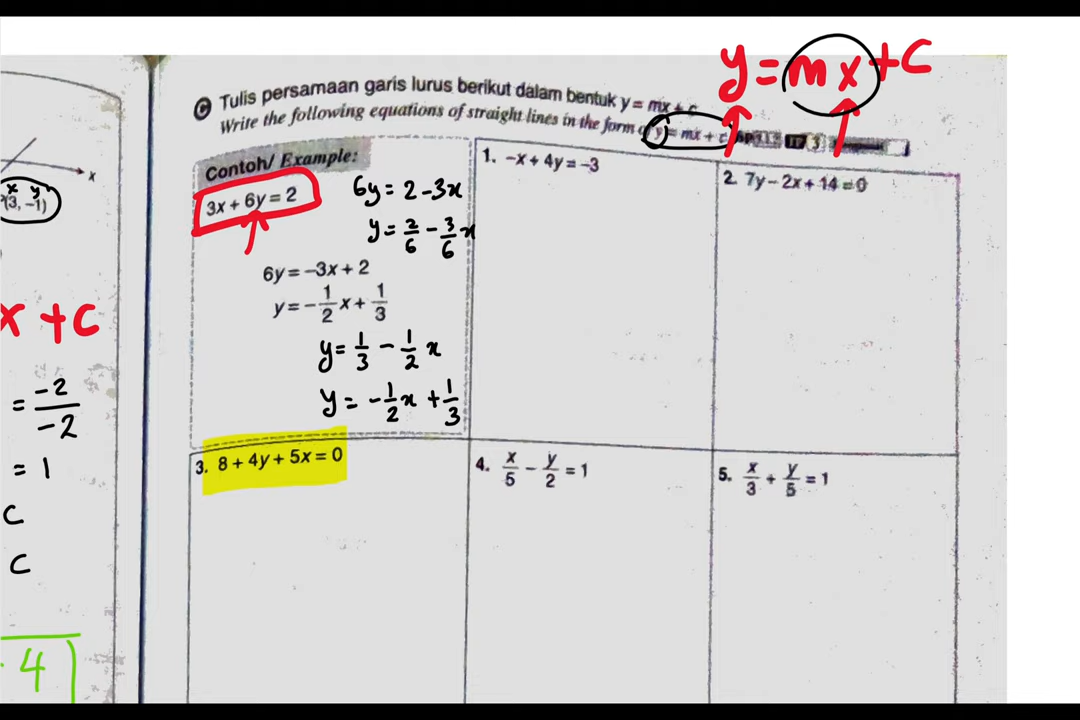 y = mx + c
C Tulis persamaan garis lurus berikut dalam bentuk y = mx + c
Write the following equations of straight lines in the form of y = mx + c
Contoh/ Example:
3x + 6y = 2
6y = 2 - 3x
y = 2/6 - 3/6 x
6y = -3x + 2
y = -1/2 x + 1/3
y = 1/3 - 1/2 x
y = -1/2 x + 1/3
1. -x + 4y = -3
2. 7y - 2x + 14 = 0
3. 8 + 4y + 5x = 0
4. x/5 - y/2 = 1
5. x/3 + y/5 = 1
x
x y
(3, -1)
x + c
= -2/-2
= 1
c
c
4